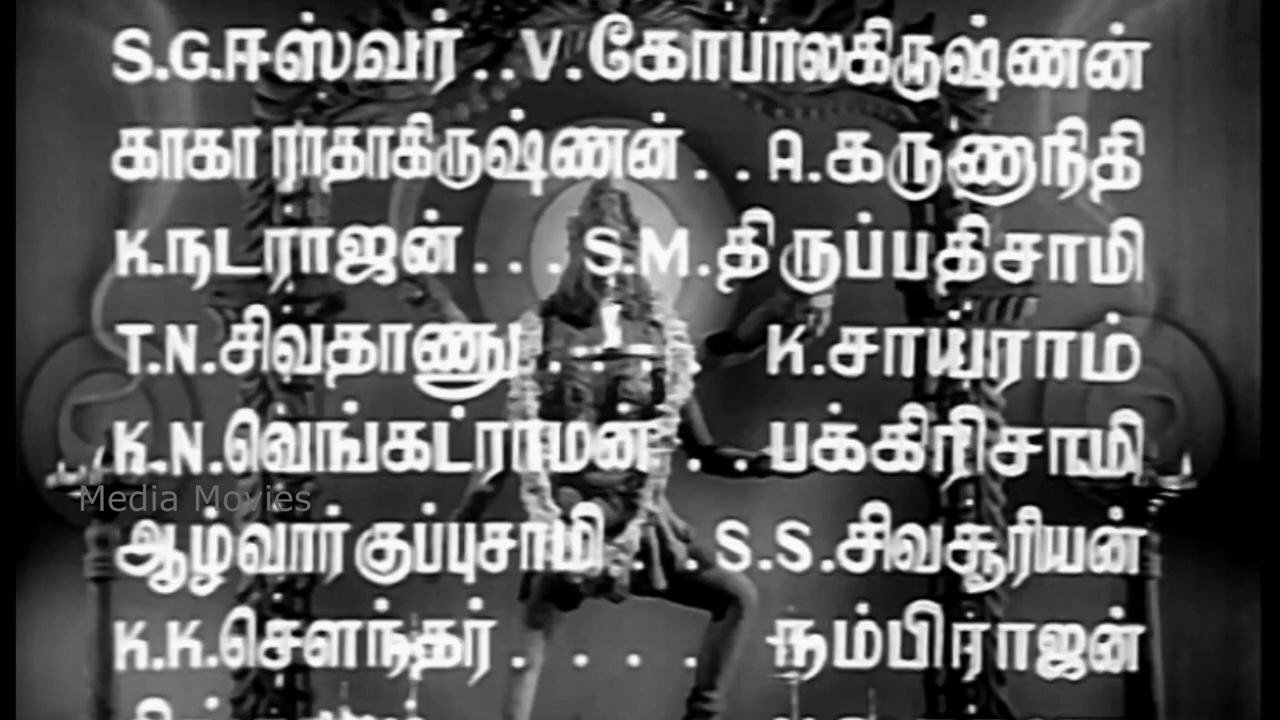 S.G.ஈஸ்வர் . . V.கோபாலகிருஷ்ணன்
காகா ராதாகிருஷ்ணன் . . A.கருணாநிதி
K.நடராஜன் . . . S.M.திருப்பதிசாமி
T.N.சிவதாணு . . . . K.சாய்ராம்
K.N.வெங்கட்ராமன் . . பக்கிரிசாமி
Media Movies
ஆழ்வார் குப்புசாமி . . S.S.சிவசூரியன்
K.K.சௌந்தர் . . . . நம்பிராஜன்